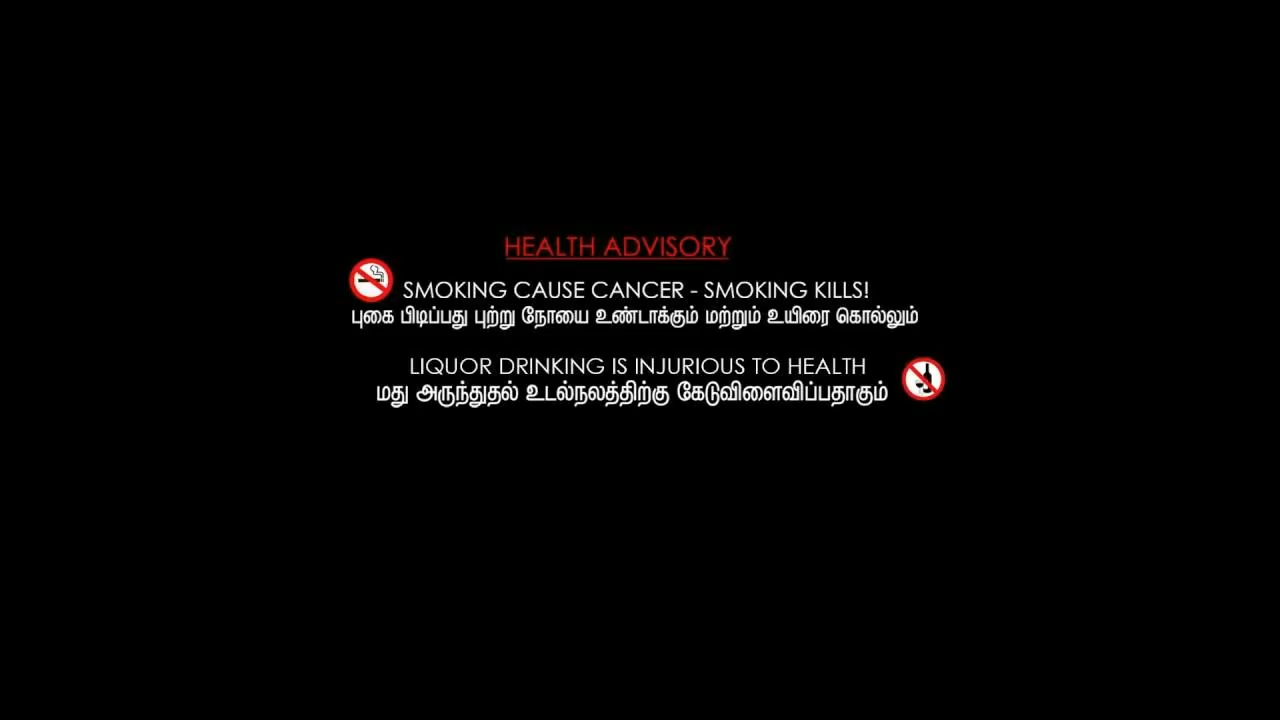 HEALTH ADVISORY
SMOKING CAUSE CANCER - SMOKING KILLS!
புகை பிடிப்பது புற்று நோயை உண்டாக்கும் மற்றும் உயிரை கொல்லும்
LIQUOR DRINKING IS INJURIOUS TO HEALTH
மது அருந்துதல் உடல்நலத்திற்கு கேடுவிளைவிப்பதாகும்